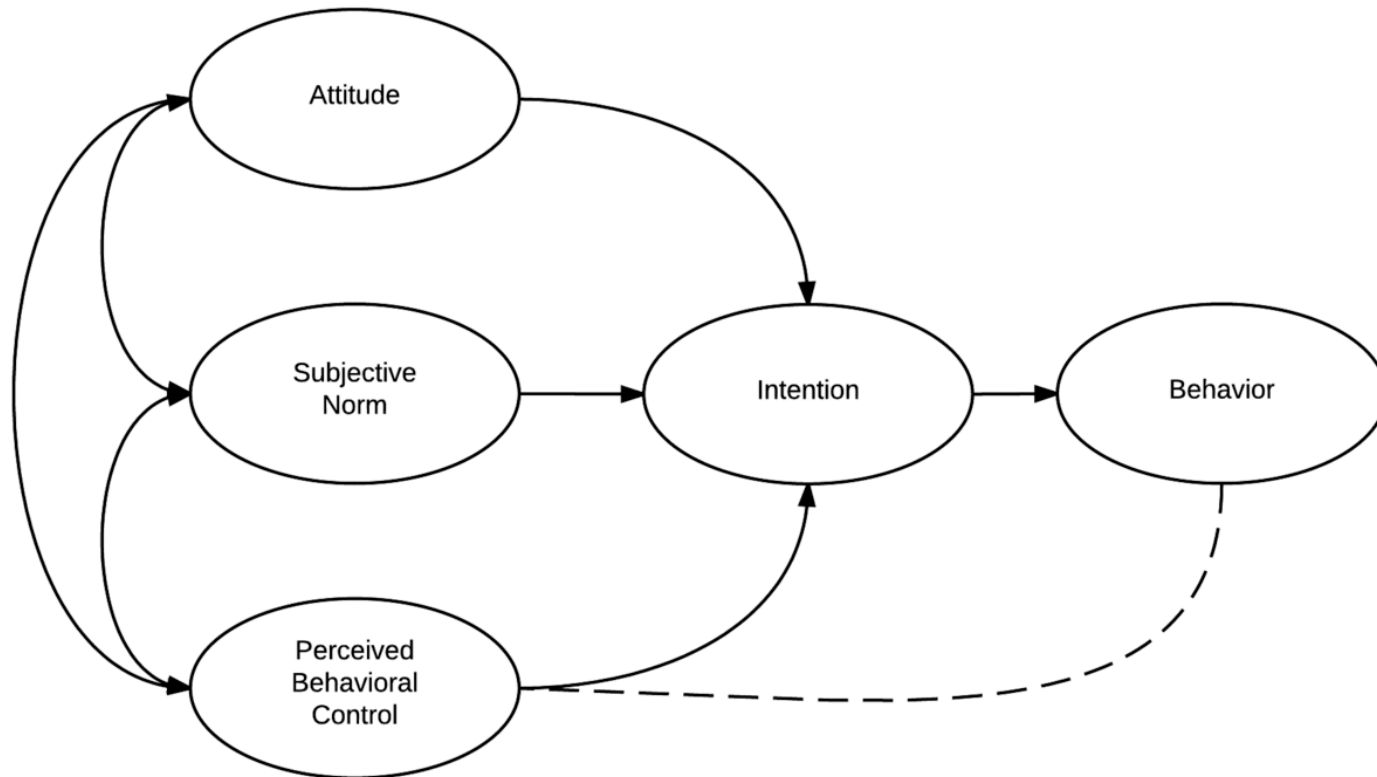 Attitude
Subjective
Norm
Intention
Behavior
Perceived
Behavioral
Control